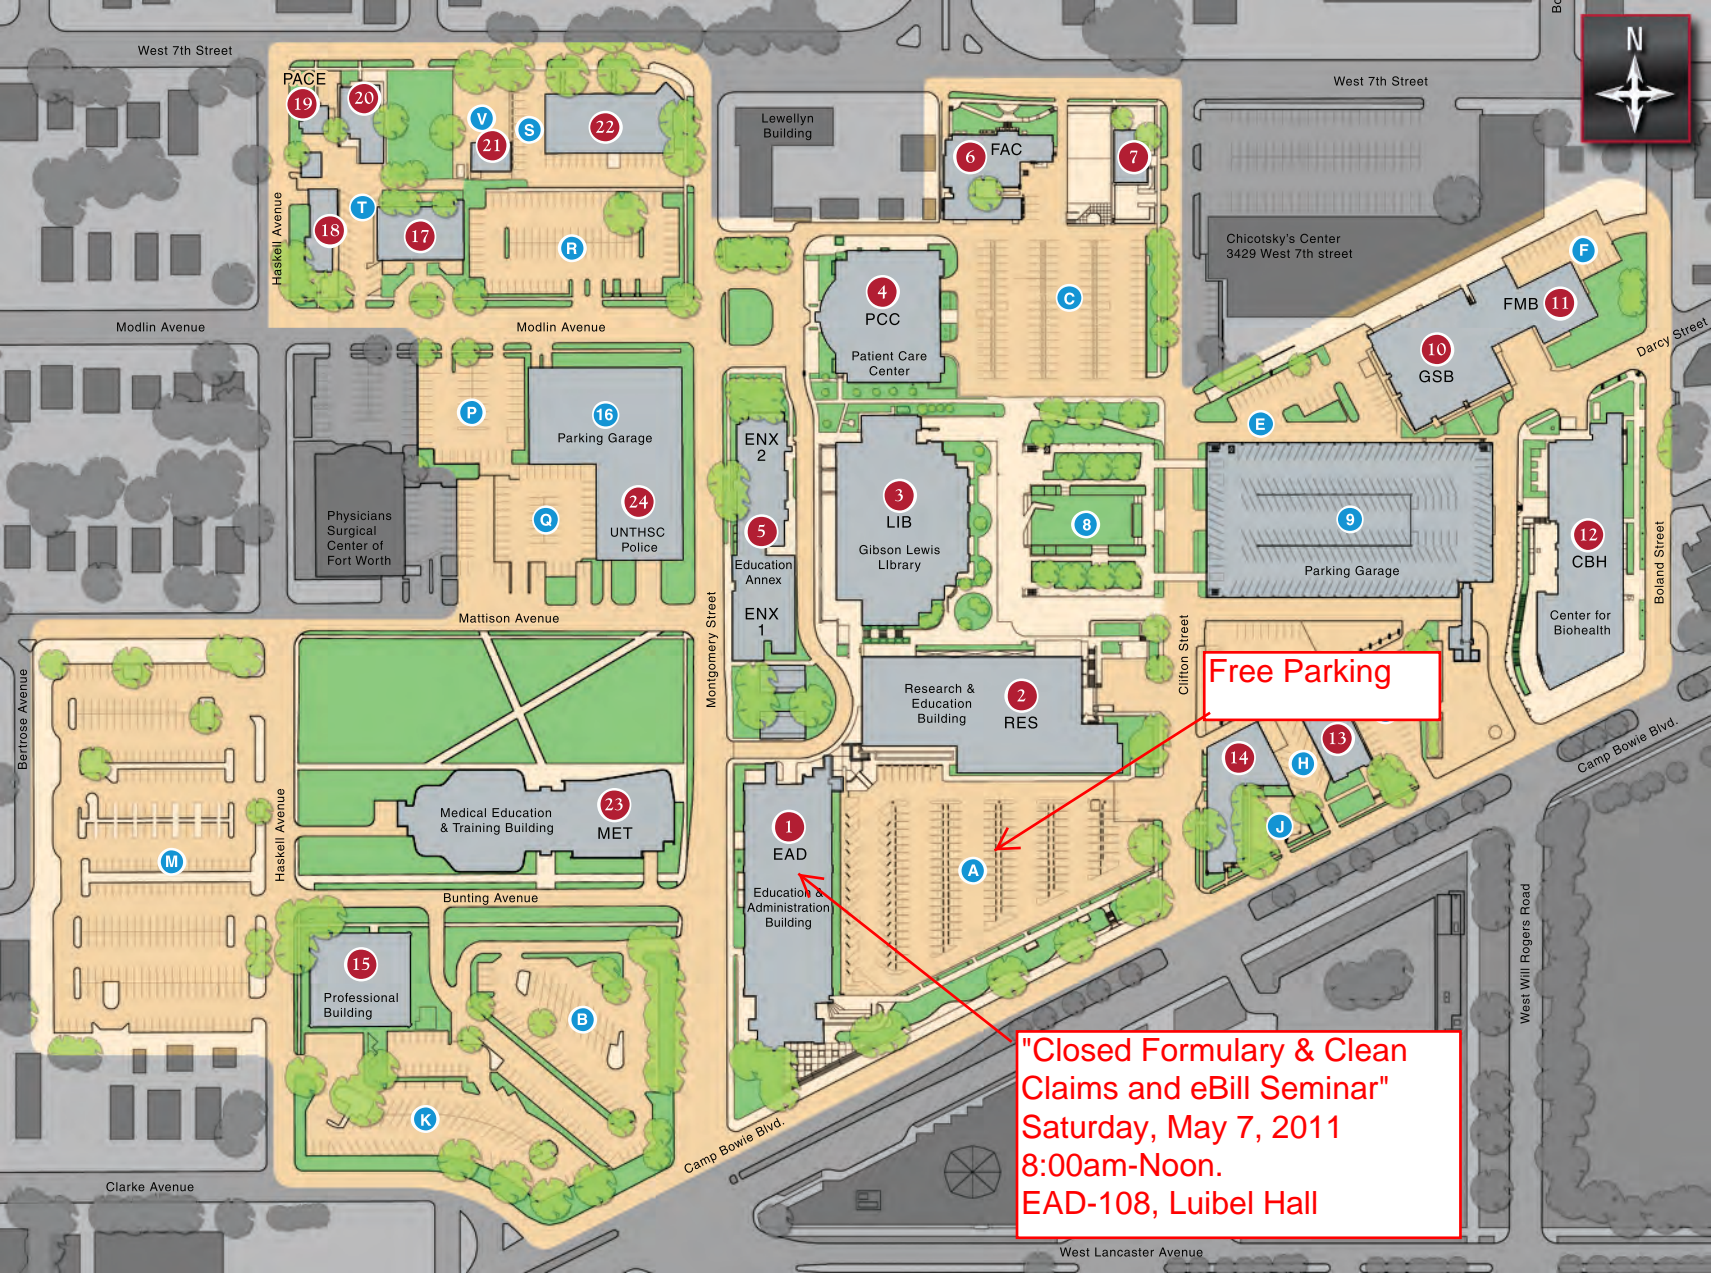 West 7th Street
Bo
N
West 7th Street
PACE
19
20
V
S
22
21
Lewellyn
Building
6
FAC
7
Haskell Avenue
T
18
17
R
Chicotsky's Center
3429 West 7th street
F
4
PCC
Patient Care
Center
C
FMB
11
10
GSB
Darcy Street
Modlin Avenue
Modlin Avenue
P
16
Parking Garage
E
ENX
2
3
LIB
Gibson Lewis
LIbrary
8
9
Parking Garage
24
UNTHSC
Police
Q
Physicians
Surgical
Center of
Fort Worth
5
Education
Annex
ENX
1
12
CBH
Center for
Biohealth
Boland Street
Mattison Avenue
Montgomery Street
Clifton Street
Free Parking
Bertrose Avenue
Research &
Education
Building
2
RES
14
13
H
J
Camp Bowie Blvd.
Medical Education
& Training Building
23
MET
Haskell Avenue
M
1
EAD
Education &
Administration
Building
A
Bunting Avenue
West Will Rogers Road
15
Professional
Building
B
K
"Closed Formulary & Clean
Claims and eBill Seminar"
Saturday, May 7, 2011
8:00am-Noon.
EAD-108, Luibel Hall
Camp Bowie Blvd.
Clarke Avenue
West Lancaster Avenue